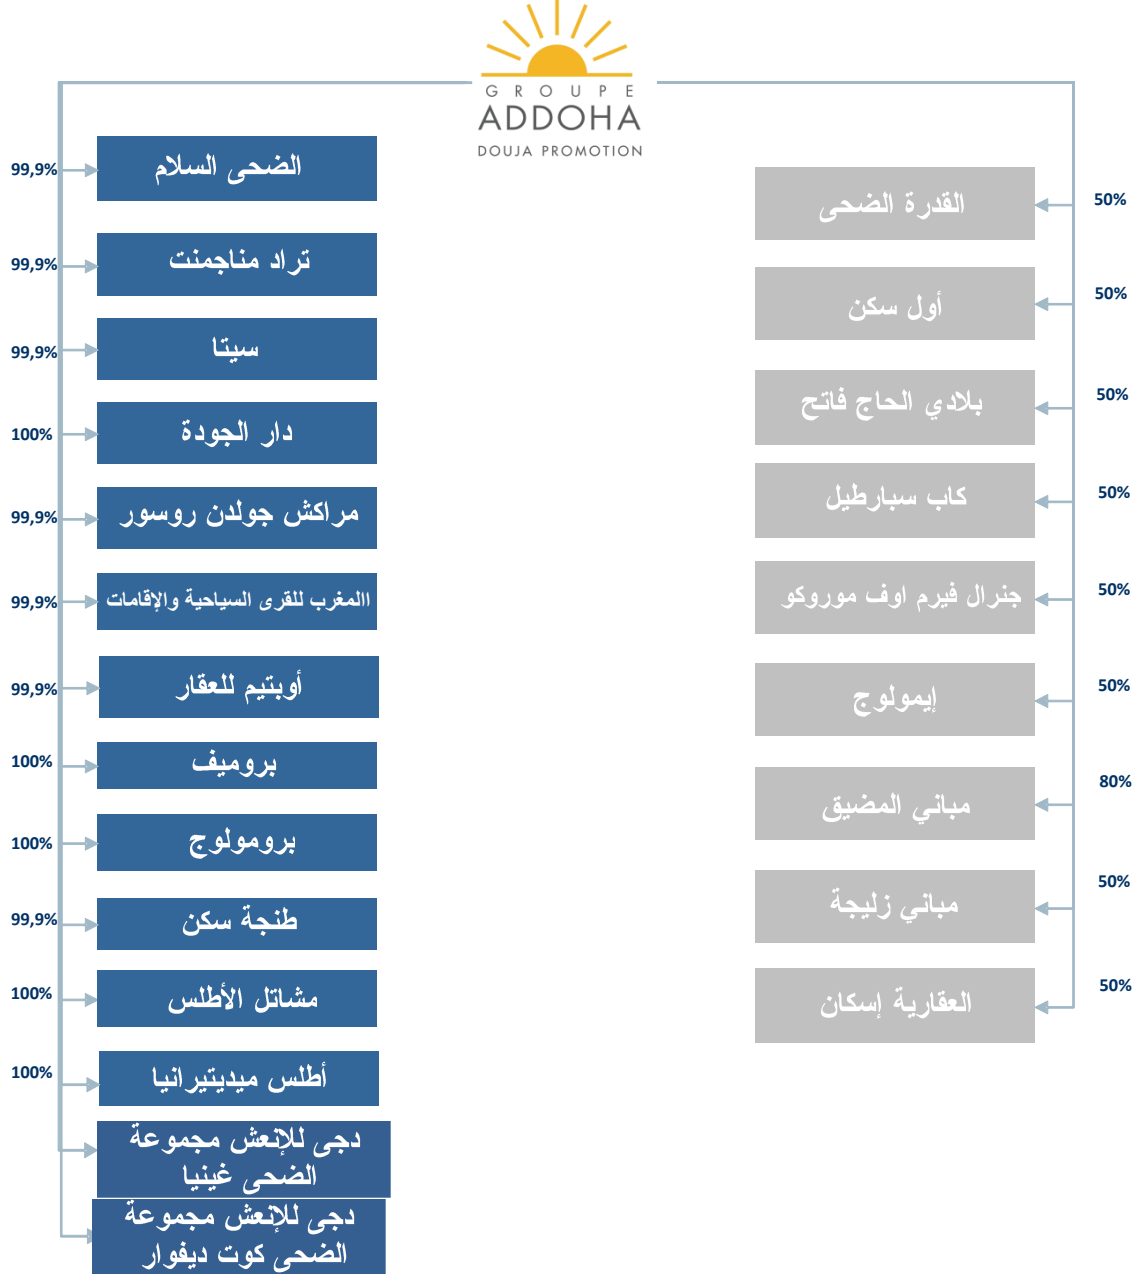 GROUPE
ADDOHA
DOUJA PROMOTION
99,9%
الضحى السلام
99,9%
تراد مناجمنت
99,9%
سيتا
100%
دار الجودة
99,9%
مراكش جولدن روسور
99,9%
االمغرب للقرى السياحية والإقامات
99,9%
أوبتيم للعقار
100%
بروميف
100%
برومولوج
99,9%
طنجة سكن
100%
مشاتل الأطلس
100%
أطلس ميديتيرانيا
دجى للإنعش مجموعة
الضحى غينيا
دجى للإنعش مجموعة
الضحى كوت ديفوار
القدرة الضحى
50%
أول سكن
50%
بلادي الحاج فاتح
50%
كاب سبارطيل
50%
جنرال فيرم اوف موروكو
50%
إيمولوج
50%
مباني المضيق
80%
مباني زليجة
50%
العقارية إسكان
50%